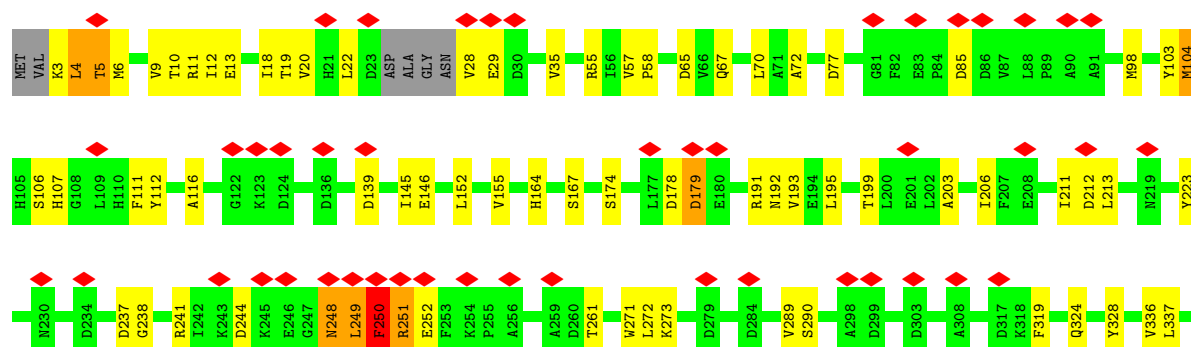 MET VAL K3 L4 T5 M6 V9 T10 R11 I12 E13 I18 T19 V20 H21 L22 D23 ASP ALA GLY ASN V28 E29 D30 V35 R55 I56 V57 P58 D65 V66 Q67 L70 A71 A72 D77 G81 F82 E83 P84 D85 D86 V87 L88 P89 A90 A91 M98 Y103 M104
H105 S106 H107 G108 L109 H110 F111 Y112 A116 G122 K123 D124 D136 D139 I145 E146 L152 V155 H164 S167 S174 L177 D178 D179 E180 R191 N192 V193 E194 L195 T199 L200 E201 L202 A203 I206 F207 E208 I211 D212 L213 N219 Y223
N230 D234 D237 G238 R241 I242 K243 D244 K245 E246 G247 N248 L249 F250 R251 E252 F253 K254 P255 A256 A259 D260 T261 W271 L272 K273 D279 D284 V289 S290 A298 D299 D303 A308 D317 K318 F319 Q324 Y328 V336 L337